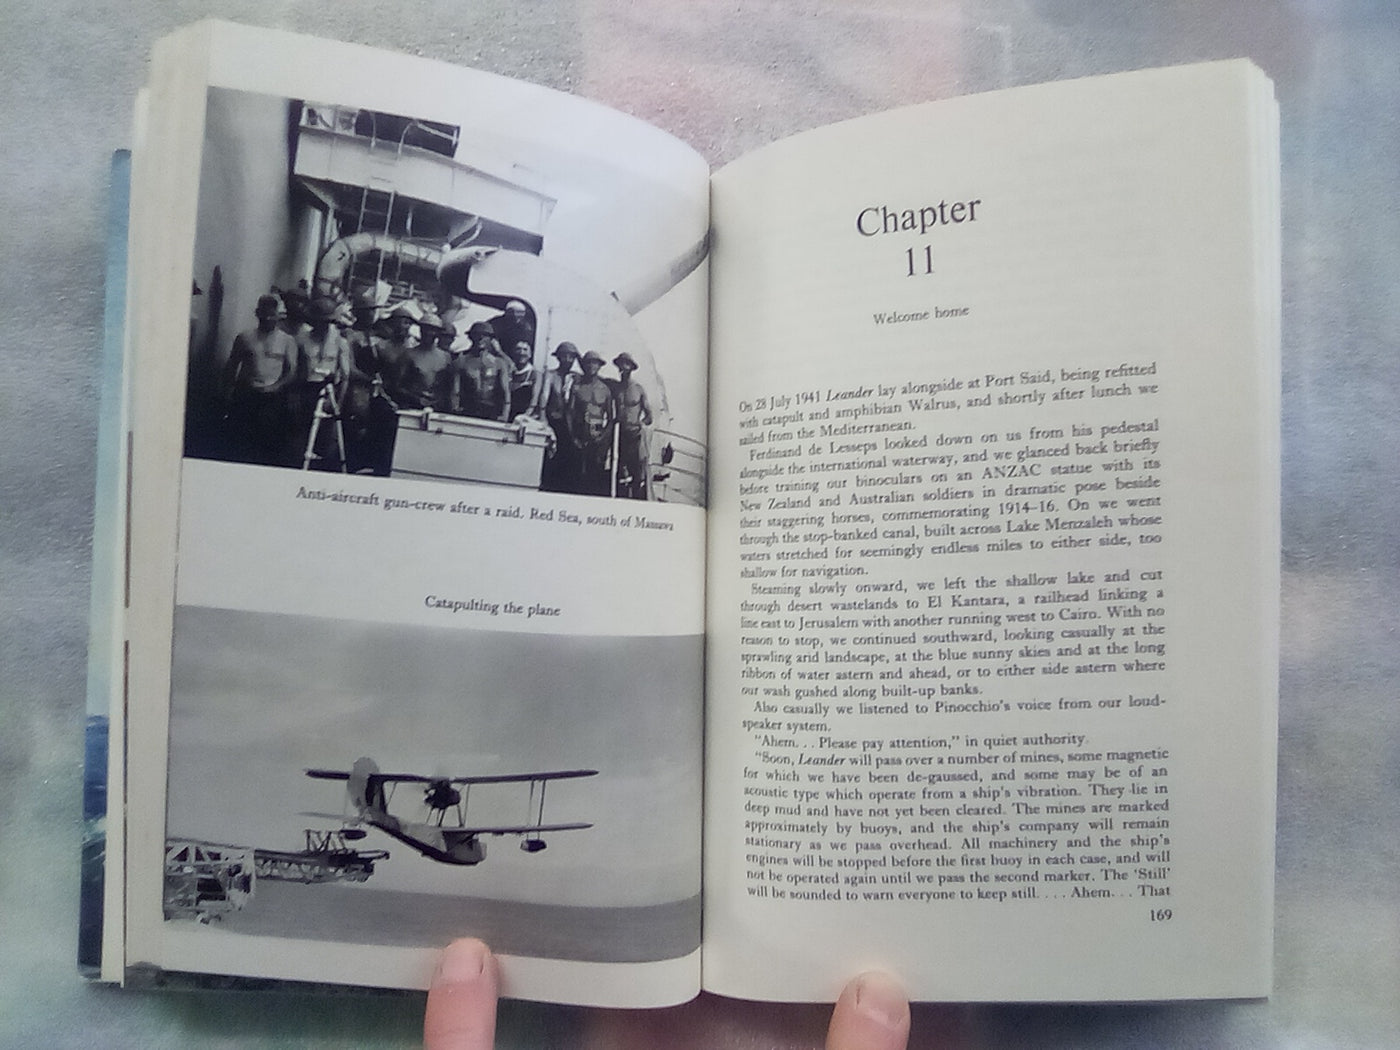 Anti-aircraft gun-crew after a raid. Red Sea, south of Massawa
Catapulting the plane
Chapter
11
Welcome home
On 28 July 1941 Leander lay alongside at Port Said, being refitted
with catapult and amphibian Walrus, and shortly after lunch we
sailed from the Mediterranean.
Ferdinand de Lesseps looked down on us from his pedestal
alongside the international waterway, and we glanced back briefly
before training our binoculars on an ANZAC statue with its
New Zealand and Australian soldiers in dramatic pose beside
their staggering horses, commemorating 1914–16. On we went
through the stop-banked canal, built across Lake Menzaleh whose
waters stretched for seemingly endless miles to either side, too
shallow for navigation.
Steaming slowly onward, we left the shallow lake and cut
through desert wastelands to El Kantara, a railhead linking a
line east to Jerusalem with another running west to Cairo. With no
reason to stop, we continued southward, looking casually at the
sprawling arid landscape, at the blue sunny skies and at the long
ribbon of water astern and ahead, or to either side astern where
our wash gushed along built-up banks.
Also casually we listened to Pinocchio's voice from our loud-
speaker system.
"Ahem. . . Please pay attention," in quiet authority.
"Soon, Leander will pass over a number of mines, some magnetic
for which we have been de-gaussed, and some may be of an
acoustic type which operate from a ship's vibration. They lie in
deep mud and have not yet been cleared. The mines are marked
approximately by buoys, and the ship's company will remain
stationary as we pass overhead. All machinery and the ship's
engines will be stopped before the first buoy in each case, and will
not be operated again until we pass the second marker. The 'Still'
will be sounded to warn everyone to keep still. . . . Ahem. . . That
169